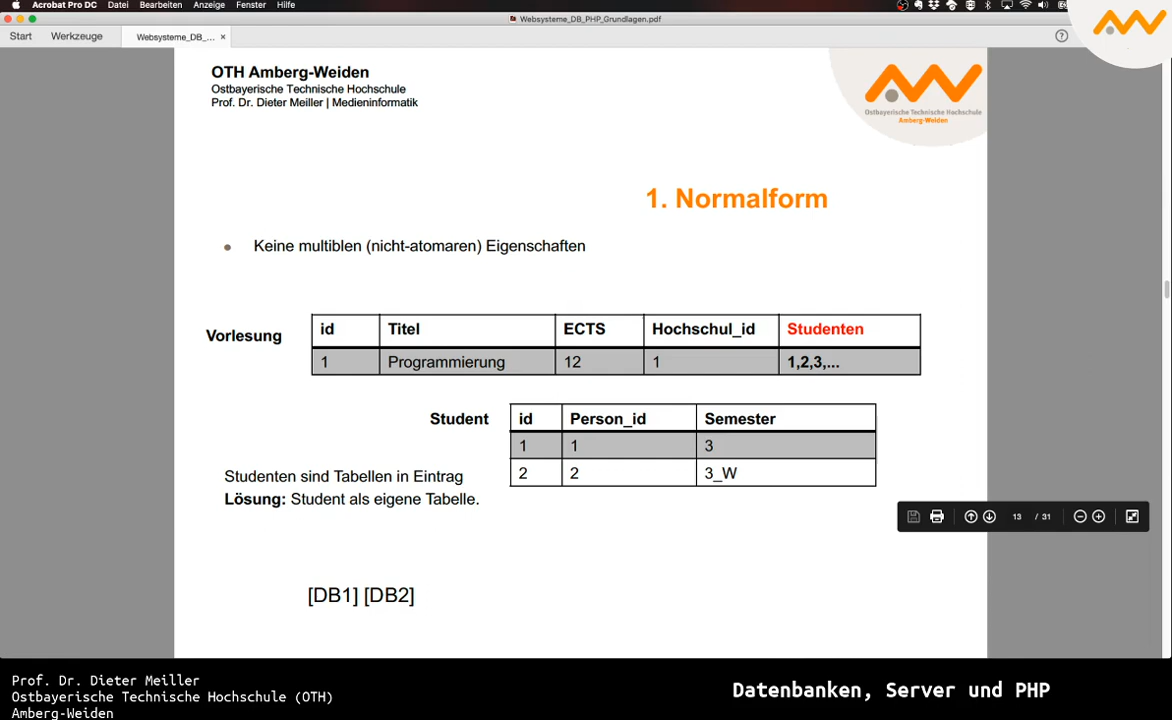 Acrobat Pro DC Datei Bearbeiten Anzeige Fenster Hilfe
Websysteme_DB_PHP_Grundlagen.pdf
Start Werkzeuge Websysteme_DB_... ×
OTH Amberg-Weiden
Ostbayerische Technische Hochschule
Prof. Dr. Dieter Meiller | Medieninformatik
Ostbayerische Technische Hochschule
Amberg-Weiden
1. Normalform
• Keine multiblen (nicht-atomaren) Eigenschaften
Vorlesung
id Titel ECTS Hochschul_id Studenten
1 Programmierung 12 1 1,2,3,...
Student
id Person_id Semester
1 1 3
2 2 3_W
Studenten sind Tabellen in Eintrag
Lösung: Student als eigene Tabelle.
13 / 31
[DB1] [DB2]
Prof. Dr. Dieter Meiller
Ostbayerische Technische Hochschule (OTH)
Amberg-Weiden
Datenbanken, Server und PHP